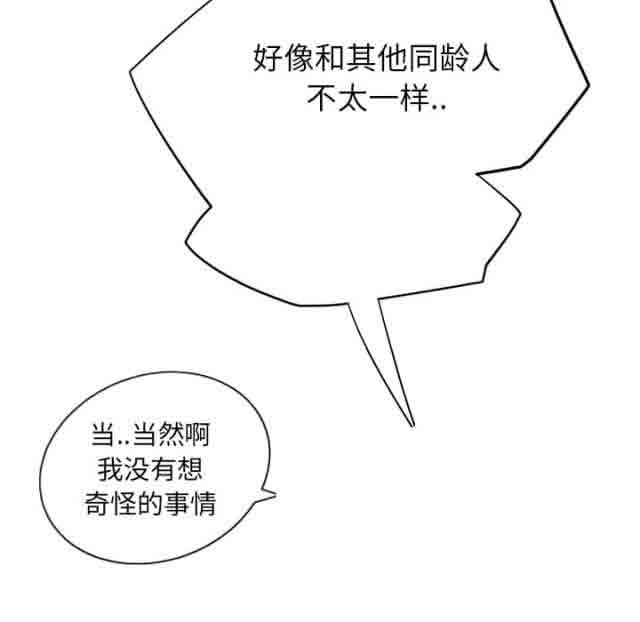 好像和其他同龄人
不太一样..
当..当然啊
我没有想
奇怪的事情